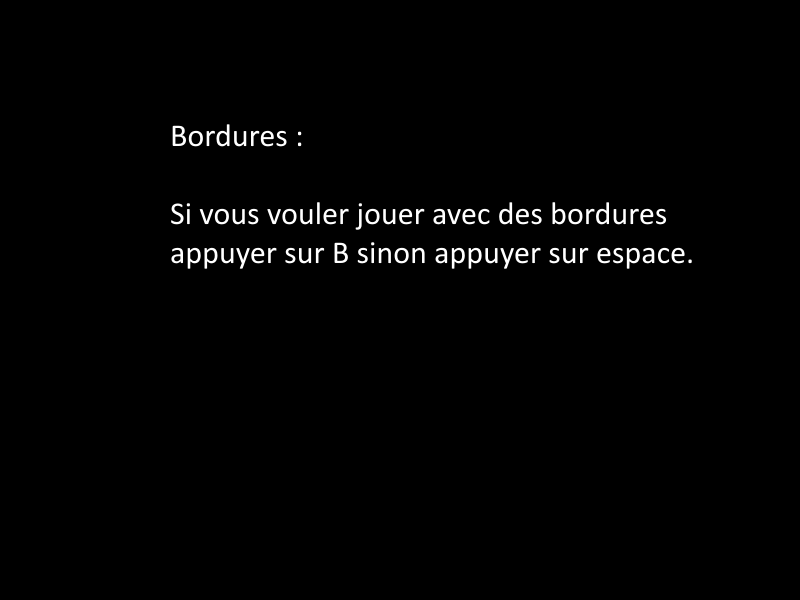 Bordures :
Si vous vouler jouer avec des bordures
appuyer sur B sinon appuyer sur espace.